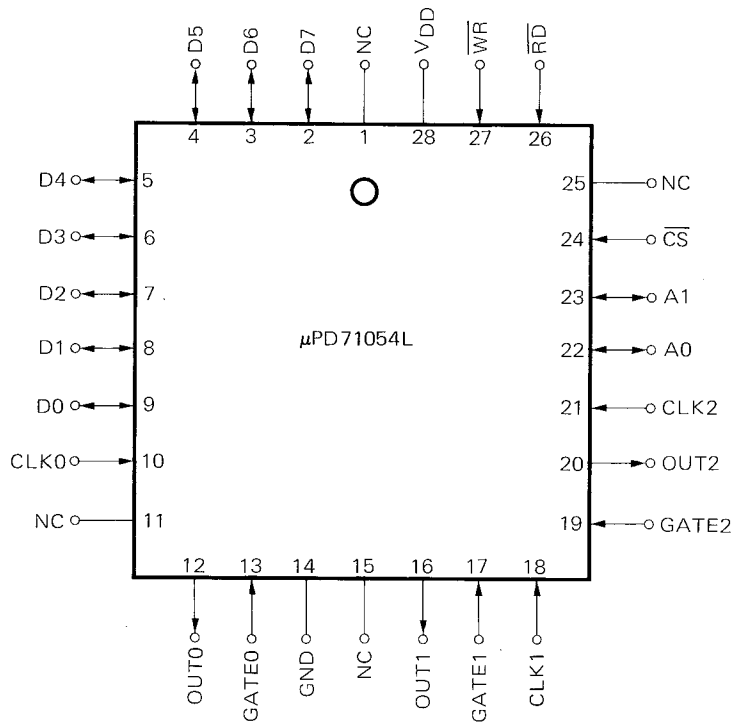 D5 D6 D7 NC VDD WR RD
4 3 2 1 28 27 26
D4 5 25 NC
D3 6 24 CS
D2 7 23 A1
D1 8 µPD71054L 22 A0
D0 9 21 CLK2
CLK0 10 20 OUT2
NC 11 19 GATE2
12 13 14 15 16 17 18
OUT0 GATE0 GND NC OUT1 GATE1 CLK1